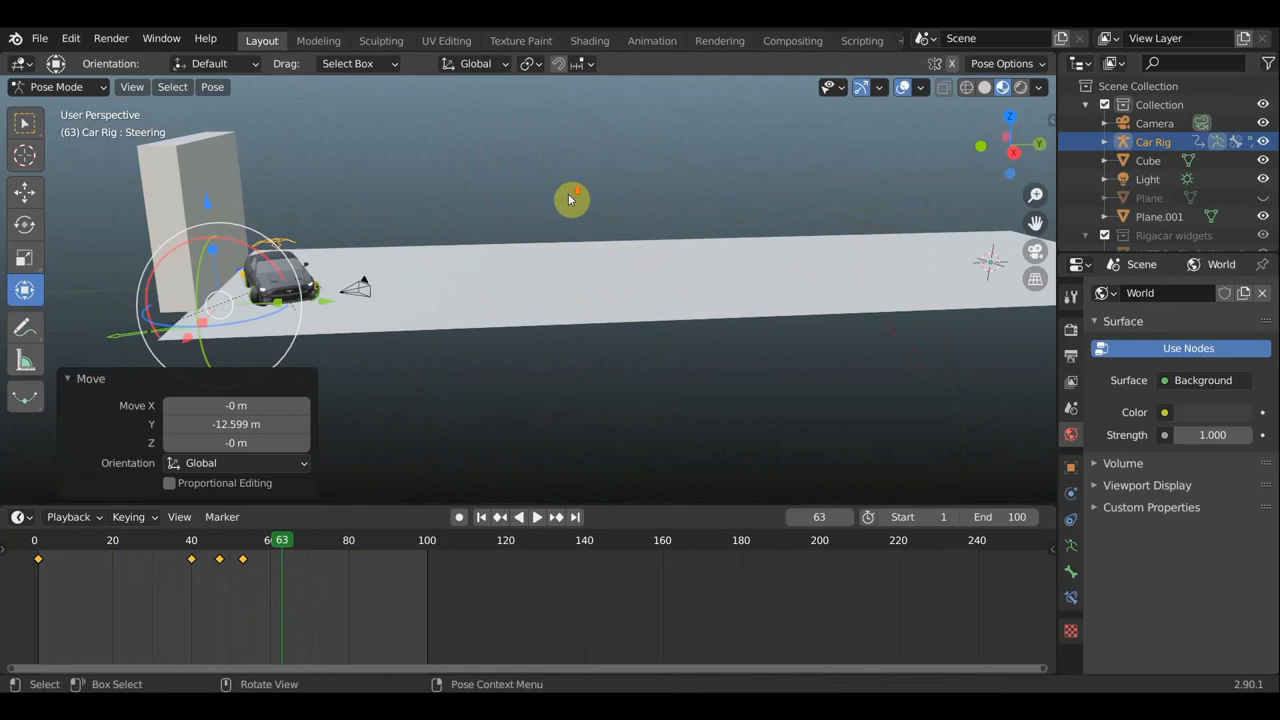 File Edit Render Window Help Layout Modeling Sculpting UV Editing Texture Paint Shading Animation Rendering Compositing Scripting Scene View Layer
Orientation: Default Drag: Select Box Global X Pose Options
Pose Mode View Select Pose
Scene Collection
Collection
Camera
Car Rig
Cube
Light
Plane
Plane.001
Rigacar widgets
User Perspective
(63) Car Rig : Steering
Z
Y
X
Scene World
World
Surface
Use Nodes
Surface Background
Color
Strength 1.000
Volume
Viewport Display
Custom Properties
Move
Move X -0 m
Y -12.599 m
Z -0 m
Orientation Global
Proportional Editing
Playback Keying View Marker 63 Start 1 End 100
0 20 40 63 80 100 120 140 160 180 200 220 240
Select Box Select Rotate View Pose Context Menu 2.90.1